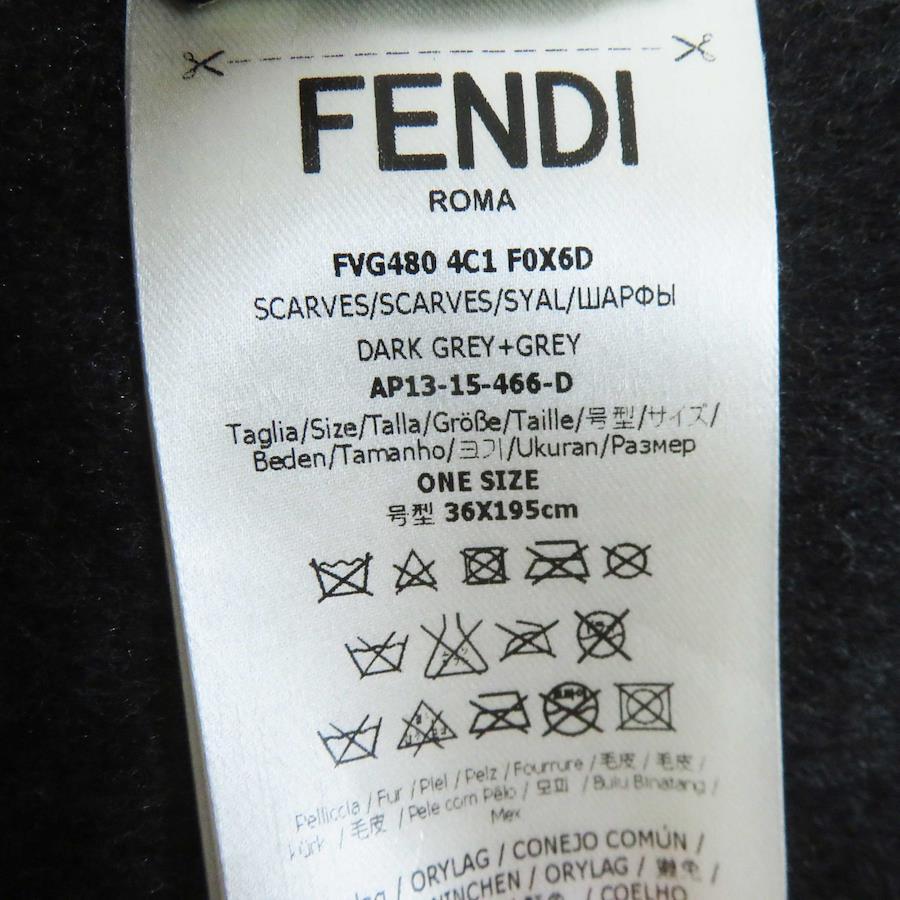 FENDI
ROMA
FVG480 4C1 F0X6D
SCARVES/SCARVES/SYAL/ШАРФЫ
DARK GREY+GREY
AP13-15-466-D
Taglia/Size/Talla/Größe/Taille/号型/サイズ/
Beden/Tamanho/크기/Ukuran/Размер
ONE SIZE
号型 36X195cm
Pelliccia / Fur / Piel / Pelz / Fourrure / 毛皮 / 毛皮 /
Kürk / 毛皮 / Pele com Pêlo / 모피 / Bulu Binatang /
Мех
/ ORYLAG / CONEJO COMÚN /
/ ORYLAG /
/ COELHO